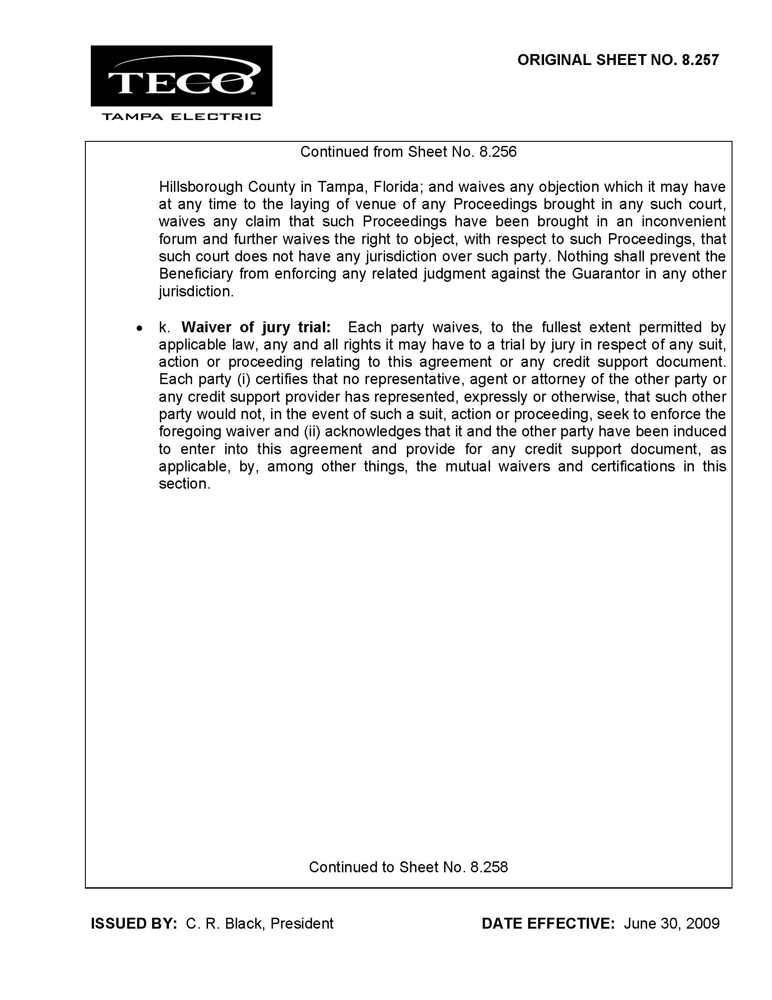 TECO
SM
TAMPA ELECTRIC
ORIGINAL SHEET NO. 8.257
Continued from Sheet No. 8.256
Hillsborough County in Tampa, Florida; and waives any objection which it may have
at any time to the laying of venue of any Proceedings brought in any such court,
waives any claim that such Proceedings have been brought in an inconvenient
forum and further waives the right to object, with respect to such Proceedings, that
such court does not have any jurisdiction over such party. Nothing shall prevent the
Beneficiary from enforcing any related judgment against the Guarantor in any other
jurisdiction.
• k. Waiver of jury trial: Each party waives, to the fullest extent permitted by
applicable law, any and all rights it may have to a trial by jury in respect of any suit,
action or proceeding relating to this agreement or any credit support document.
Each party (i) certifies that no representative, agent or attorney of the other party or
any credit support provider has represented, expressly or otherwise, that such other
party would not, in the event of such a suit, action or proceeding, seek to enforce the
foregoing waiver and (ii) acknowledges that it and the other party have been induced
to enter into this agreement and provide for any credit support document, as
applicable, by, among other things, the mutual waivers and certifications in this
section.
Continued to Sheet No. 8.258
ISSUED BY: C. R. Black, President
DATE EFFECTIVE: June 30, 2009